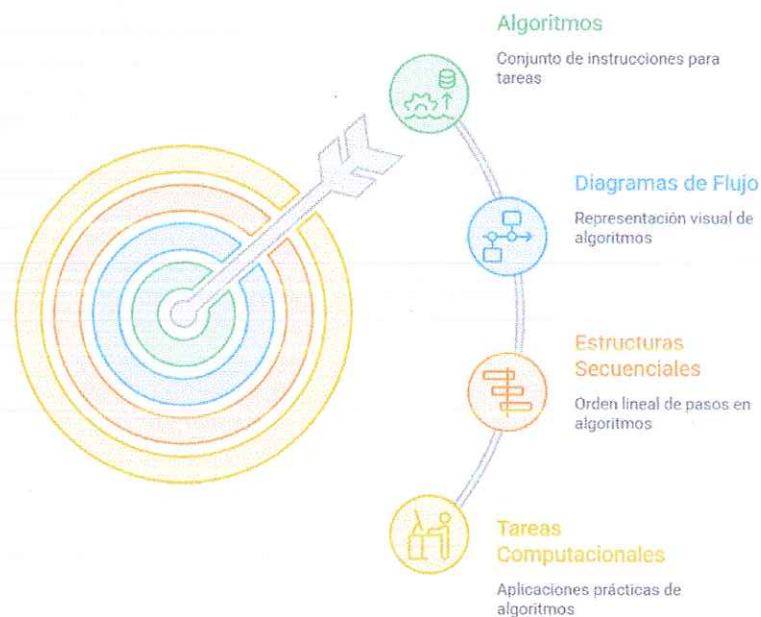 Algoritmos
Conjunto de instrucciones para
tareas
Diagramas de Flujo
Representación visual de
algoritmos
Estructuras
Secuenciales
Orden lineal de pasos en
algoritmos
Tareas
Computacionales
Aplicaciones prácticas de
algoritmos